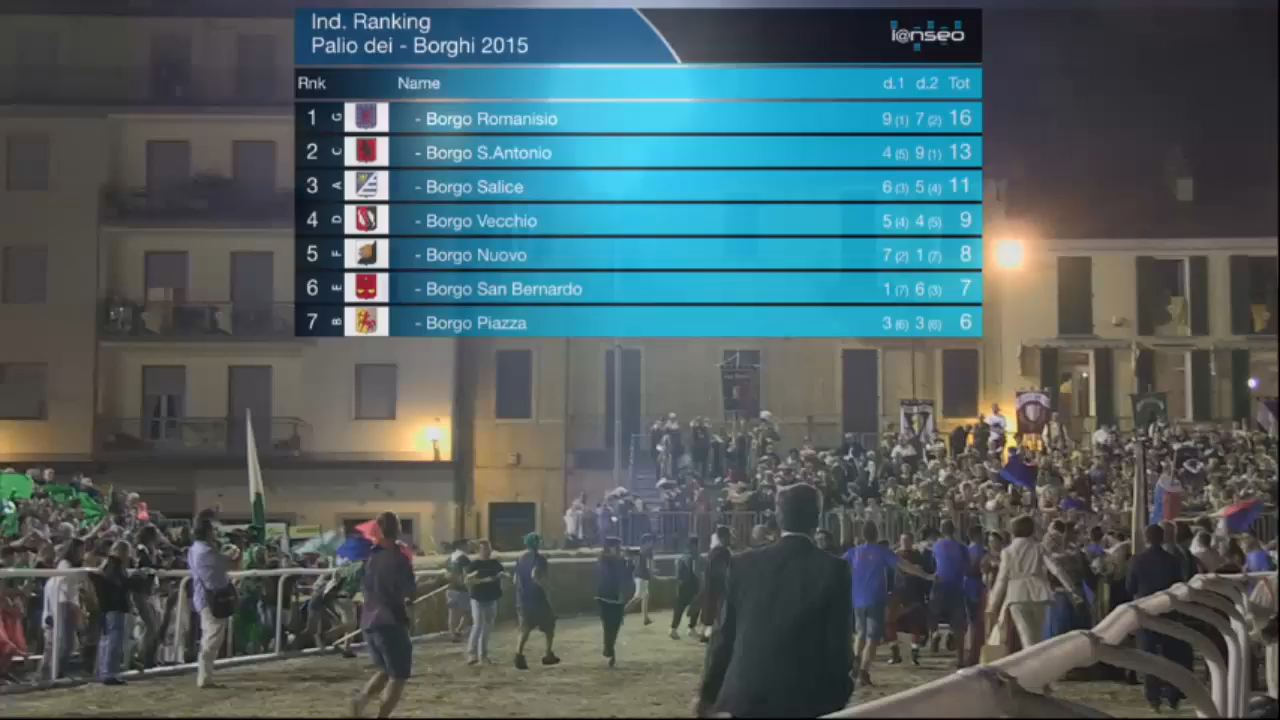 Ind. Ranking
Palio dei - Borghi 2015
i@nseo
Rnk Name d.1 d.2 Tot
1 G - Borgo Romanisio 9 (1) 7 (2) 16
2 C - Borgo S.Antonio 4 (5) 9 (1) 13
3 A - Borgo Salice 6 (3) 5 (4) 11
4 D - Borgo Vecchio 5 (4) 4 (5) 9
5 F - Borgo Nuovo 7 (2) 1 (7) 8
6 E - Borgo San Bernardo 1 (7) 6 (3) 7
7 B - Borgo Piazza 3 (6) 3 (6) 6